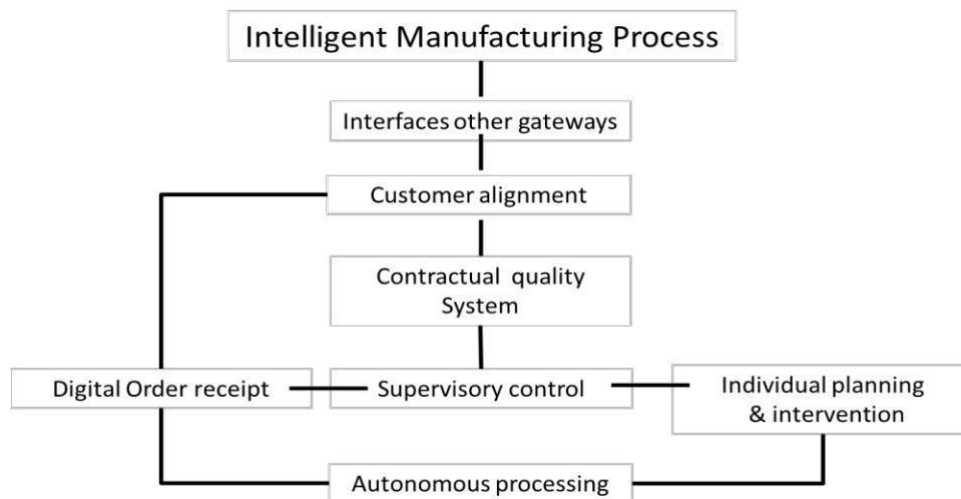 Intelligent Manufacturing Process
Interfaces other gateways
Customer alignment
Contractual quality
System
Digital Order receipt
Supervisory control
Individual planning
& intervention
Autonomous processing